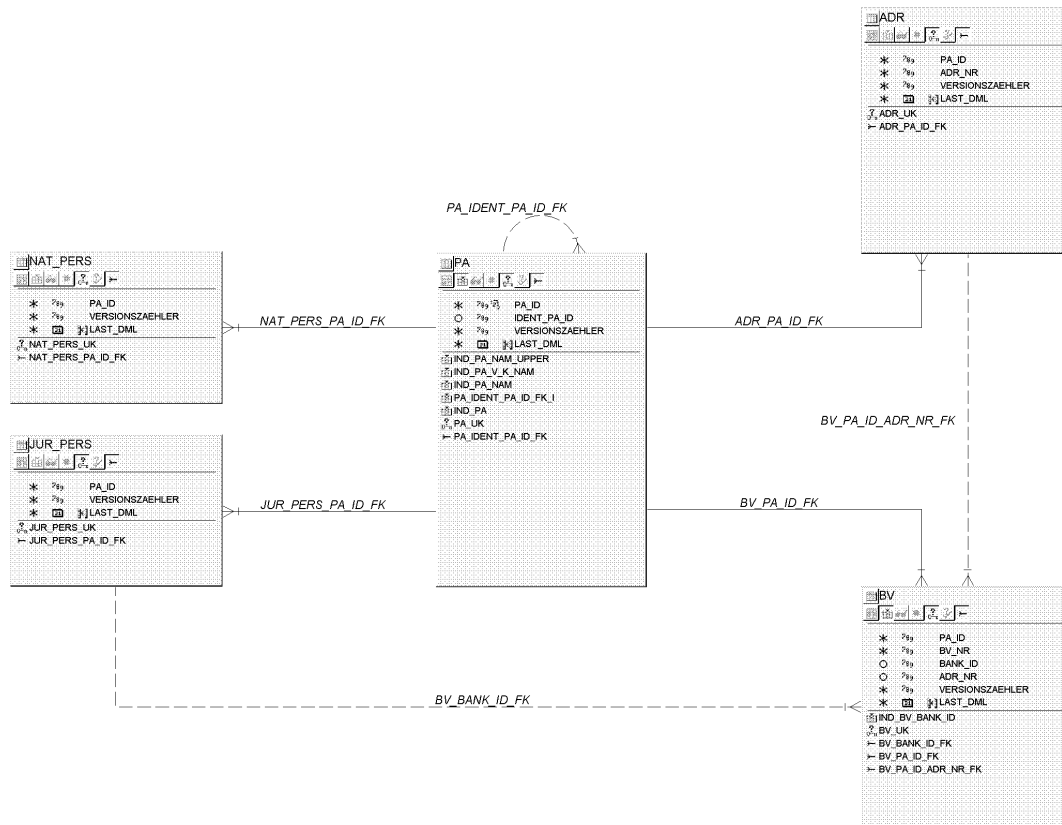 ADR
PA_ID
ADR_NR
VERSIONSZAEHLER
LAST_DML
ADR_UK
ADR_PA_ID_FK
PA_IDENT_PA_ID_FK
NAT_PERS
PA_ID
VERSIONSZAEHLER
LAST_DML
NAT_PERS_UK
NAT_PERS_PA_ID_FK
NAT_PERS_PA_ID_FK
PA
PA_ID
IDENT_PA_ID
VERSIONSZAEHLER
LAST_DML
IND_PA_NAM_UPPER
IND_PA_V_K_NAM
IND_PA_NAM
PA_IDENT_PA_ID_FK_I
IND_PA
PA_UK
PA_IDENT_PA_ID_FK
ADR_PA_ID_FK
BV_PA_ID_ADR_NR_FK
JUR_PERS
PA_ID
VERSIONSZAEHLER
LAST_DML
JUR_PERS_UK
JUR_PERS_PA_ID_FK
JUR_PERS_PA_ID_FK
BV_PA_ID_FK
BV_BANK_ID_FK
BV
PA_ID
BV_NR
BANK_ID
ADR_NR
VERSIONSZAEHLER
LAST_DML
IND_BV_BANK_ID
BV_UK
BV_BANK_ID_FK
BV_PA_ID_FK
BV_PA_ID_ADR_NR_FK